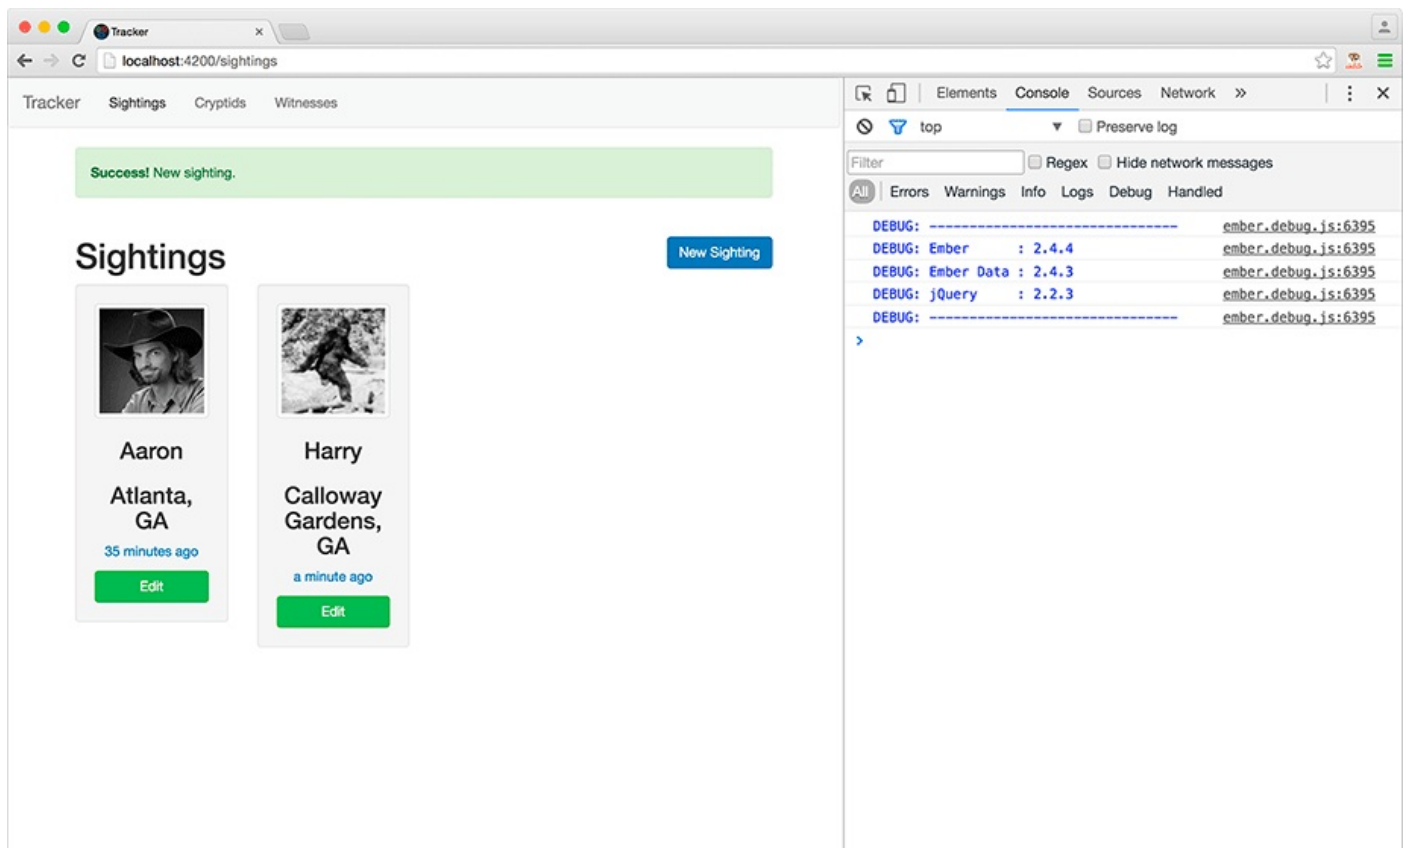 Tracker
localhost:4200/sightings
Tracker Sightings Cryptids Witnesses
Success! New sighting.
Sightings
New Sighting
Aaron
Atlanta,
GA
35 minutes ago
Edit
Harry
Calloway
Gardens,
GA
a minute ago
Edit
Elements Console Sources Network »
top Preserve log
Filter Regex Hide network messages
All Errors Warnings Info Logs Debug Handled
DEBUG: ------------------------------- ember.debug.js:6395
DEBUG: Ember : 2.4.4 ember.debug.js:6395
DEBUG: Ember Data : 2.4.3 ember.debug.js:6395
DEBUG: jQuery : 2.2.3 ember.debug.js:6395
DEBUG: ------------------------------- ember.debug.js:6395
>